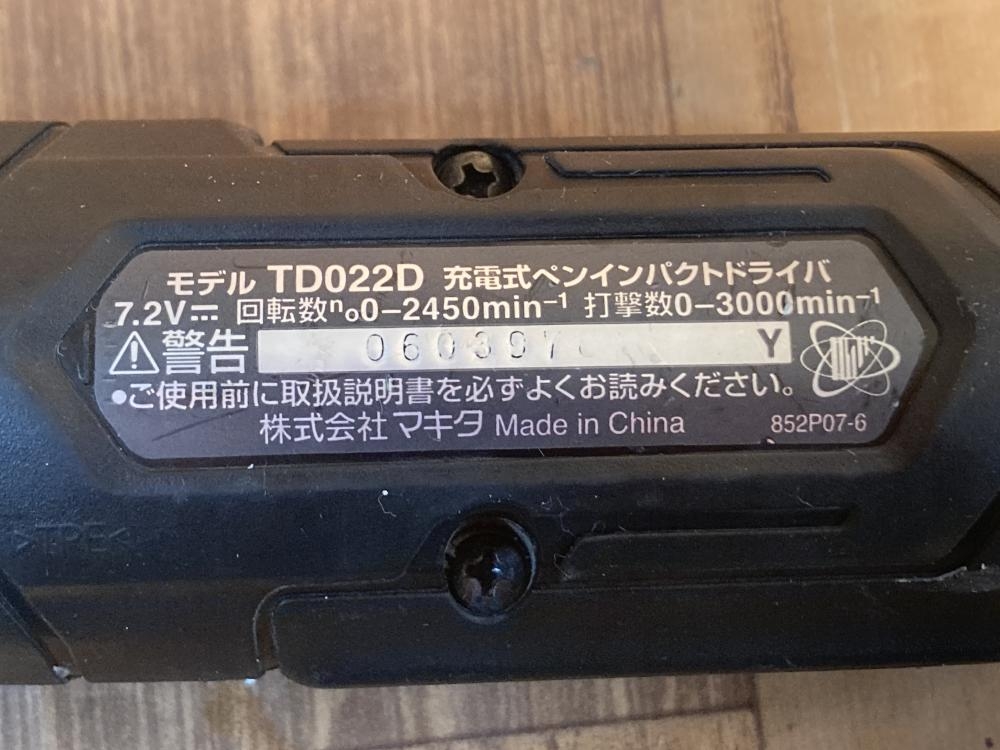 モデル TD022D 充電式ペンインパクトドライバ
7.2V⎓ 回転数n₀0-2450min⁻¹ 打撃数0-3000min⁻¹
⚠警告 060397 Y
●ご使用前に取扱説明書を必ずよくお読みください。
株式会社 マキタ Made in China 852P07-6
>TPE<